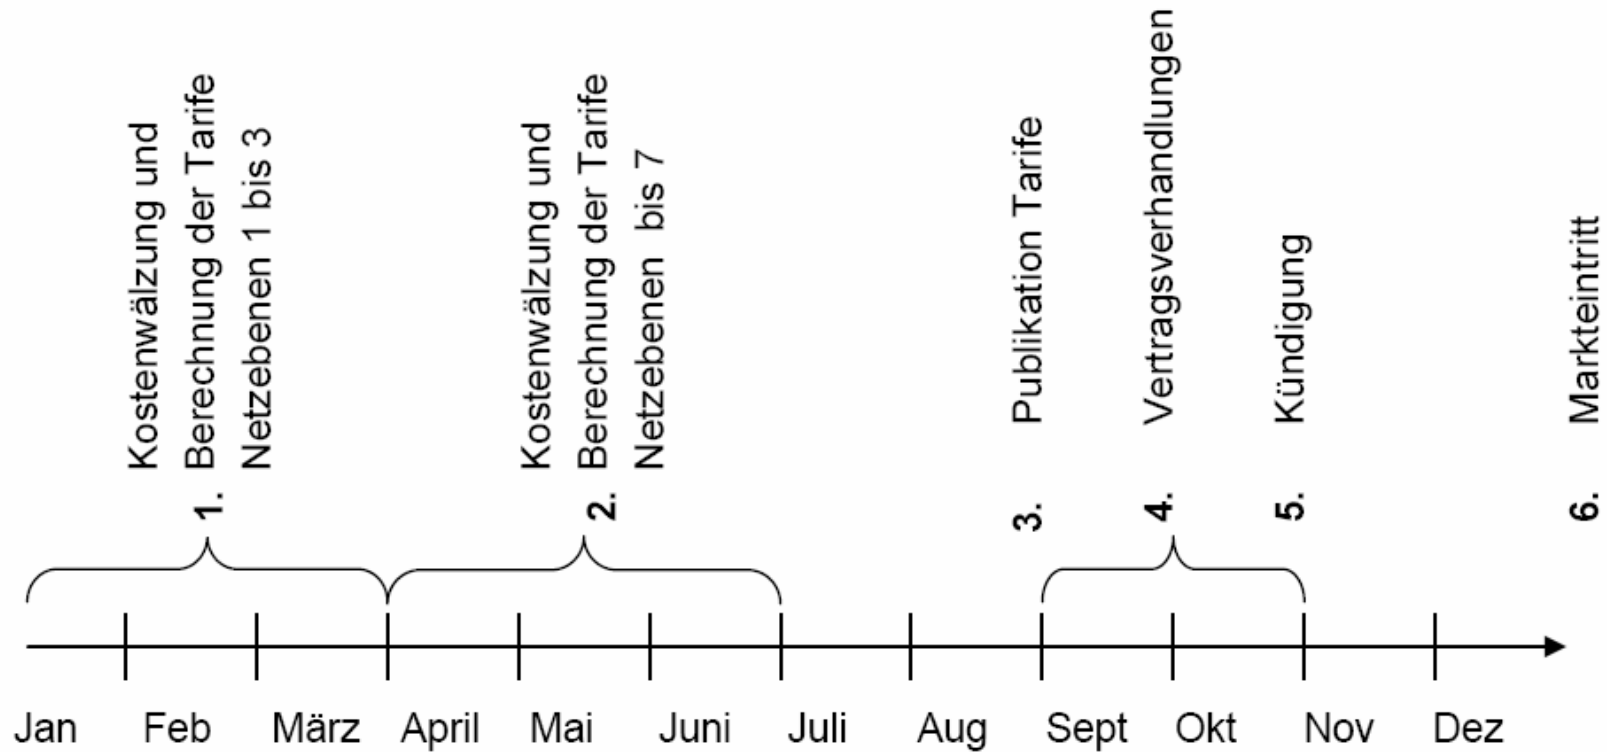 1. Kostenwälzung und
Berechnung der Tarife
Netzebenen 1 bis 3
2. Kostenwälzung und
Berechnung der Tarife
Netzebenen bis 7
3. Publikation Tarife
4. Vertragsverhandlungen
5. Kündigung
6. Markteintritt
Jan Feb März April Mai Juni Juli Aug Sept Okt Nov Dez